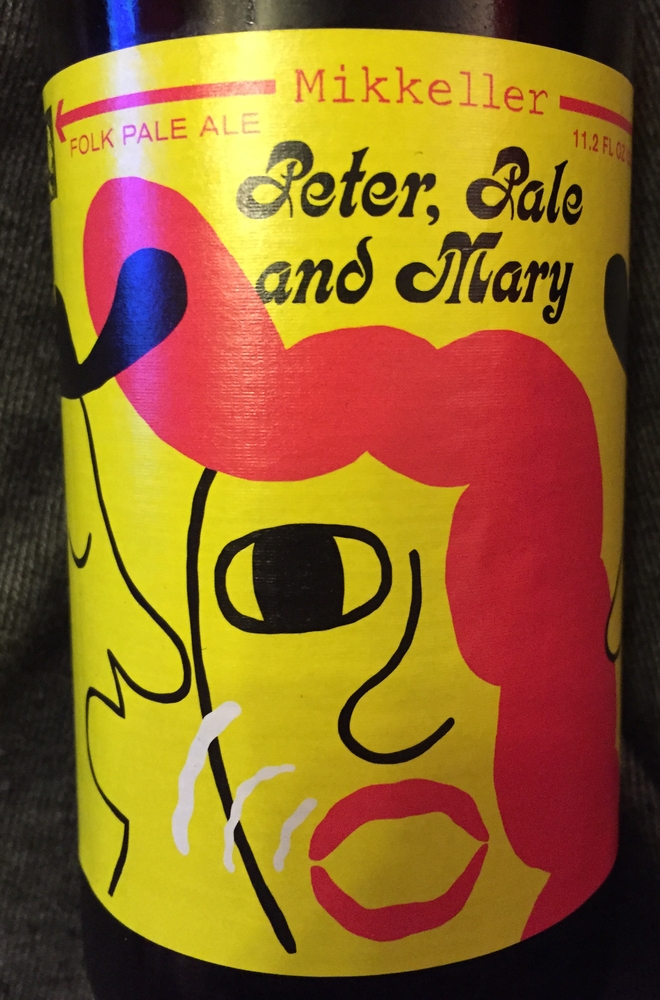 Mikkeller
FOLK PALE ALE
11.2 FL OZ
Peter, Pale
and Mary